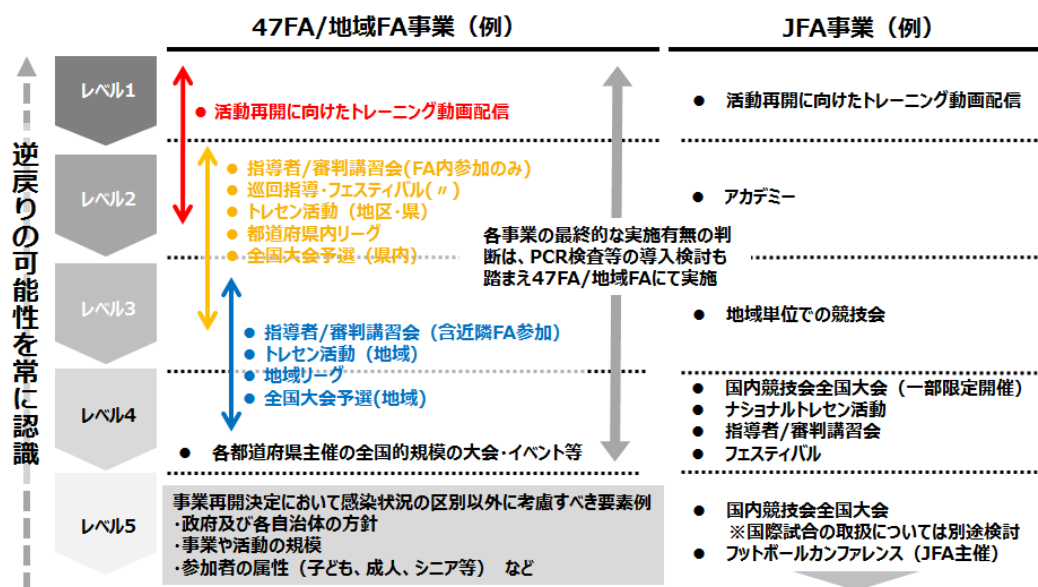 47FA/地域FA事業（例）
JFA事業（例）
逆戻りの可能性を常に認識
レベル1
● 活動再開に向けたトレーニング動画配信
● 活動再開に向けたトレーニング動画配信
レベル2
● 指導者/審判講習会(FA内参加のみ)
● 巡回指導･フェスティバル(〃)
● トレセン活動（地区･県）
● 都道府県内リーグ
● 全国大会予選（県内）
● アカデミー
各事業の最終的な実施有無の判
断は、PCR検査等の導入検討も
踏まえ47FA/地域FAにて実施
レベル3
● 指導者/審判講習会（含近隣FA参加）
● トレセン活動（地域）
● 地域リーグ
● 全国大会予選(地域)
● 地域単位での競技会
レベル4
● 各都道府県主催の全国的規模の大会･イベント等
● 国内競技会全国大会（一部限定開催）
● ナショナルトレセン活動
● 指導者/審判講習会
● フェスティバル
レベル5
事業再開決定において感染状況の区別以外に考慮すべき要素例
･政府及び各自治体の方針
･事業や活動の規模
･参加者の属性（子ども、成人、シニア等）　など
● 国内競技会全国大会
※国際試合の取扱については別途検討
● フットボールカンファレンス（JFA主催）